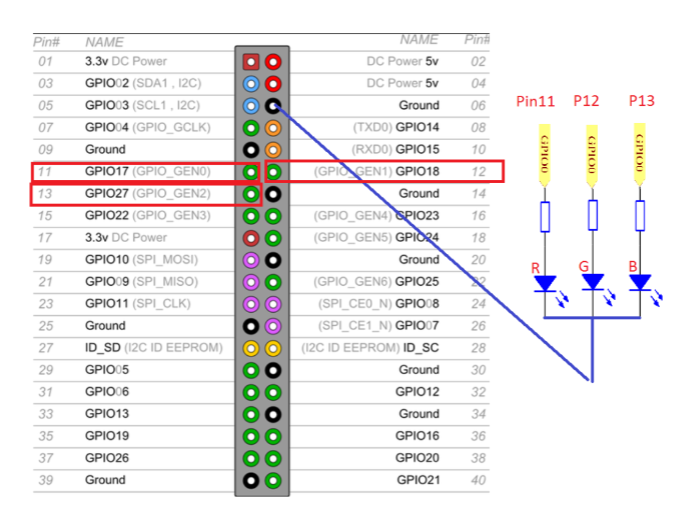 Pin# NAME NAME Pin#
01 3.3v DC Power DC Power 5v 02
03 GPIO02 (SDA1 , I2C) DC Power 5v 04
05 GPIO03 (SCL1 , I2C) Ground 06
07 GPIO04 (GPIO_GCLK) (TXD0) GPIO14 08
09 Ground (RXD0) GPIO15 10
11 GPIO17 (GPIO_GEN0) (GPIO_GEN1) GPIO18 12
13 GPIO27 (GPIO_GEN2) Ground 14
15 GPIO22 (GPIO_GEN3) (GPIO_GEN4) GPIO23 16
17 3.3v DC Power (GPIO_GEN5) GPIO24 18
19 GPIO10 (SPI_MOSI) Ground 20
21 GPIO09 (SPI_MISO) (GPIO_GEN6) GPIO25 22
23 GPIO11 (SPI_CLK) (SPI_CE0_N) GPIO08 24
25 Ground (SPI_CE1_N) GPIO07 26
27 ID_SD (I2C ID EEPROM) (I2C ID EEPROM) ID_SC 28
29 GPIO05 Ground 30
31 GPIO06 GPIO12 32
33 GPIO13 Ground 34
35 GPIO19 GPIO16 36
37 GPIO26 GPIO20 38
39 Ground GPIO21 40
Pin11 P12 P13
GPIO0 GPIO0 GPIO0
R G B